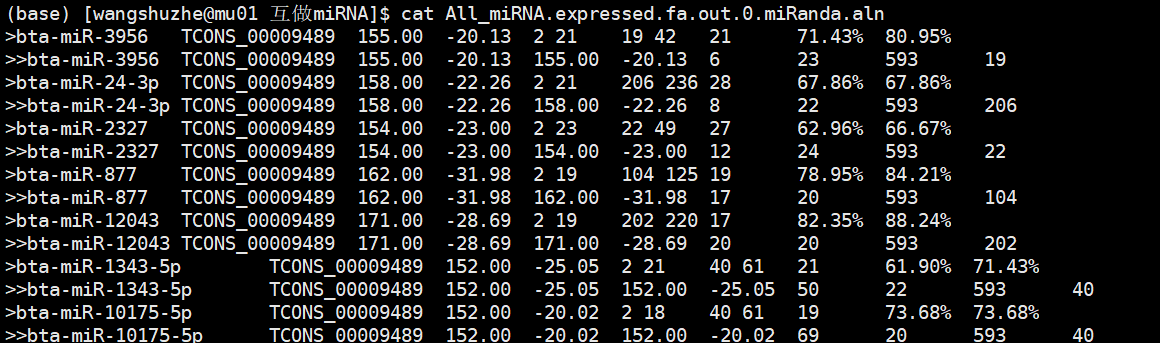 (base) [wangshuzhe@mu01 互做miRNA]$ cat All_miRNA.expressed.fa.out.0.miRanda.aln
>bta-miR-3956 TCONS_00009489 155.00 -20.13 2 21 19 42 21 71.43% 80.95%
>>bta-miR-3956 TCONS_00009489 155.00 -20.13 155.00 -20.13 6 23 593 19
>bta-miR-24-3p TCONS_00009489 158.00 -22.26 2 21 206 236 28 67.86% 67.86%
>>bta-miR-24-3p TCONS_00009489 158.00 -22.26 158.00 -22.26 8 22 593 206
>bta-miR-2327 TCONS_00009489 154.00 -23.00 2 23 22 49 27 62.96% 66.67%
>>bta-miR-2327 TCONS_00009489 154.00 -23.00 154.00 -23.00 12 24 593 22
>bta-miR-877 TCONS_00009489 162.00 -31.98 2 19 104 125 19 78.95% 84.21%
>>bta-miR-877 TCONS_00009489 162.00 -31.98 162.00 -31.98 17 20 593 104
>bta-miR-12043 TCONS_00009489 171.00 -28.69 2 19 202 220 17 82.35% 88.24%
>>bta-miR-12043 TCONS_00009489 171.00 -28.69 171.00 -28.69 20 20 593 202
>bta-miR-1343-5p TCONS_00009489 152.00 -25.05 2 21 40 61 21 61.90% 71.43%
>>bta-miR-1343-5p TCONS_00009489 152.00 -25.05 152.00 -25.05 50 22 593 40
>bta-miR-10175-5p TCONS_00009489 152.00 -20.02 2 18 40 61 19 73.68% 73.68%
>>bta-miR-10175-5p TCONS_00009489 152.00 -20.02 152.00 -20.02 69 20 593 40